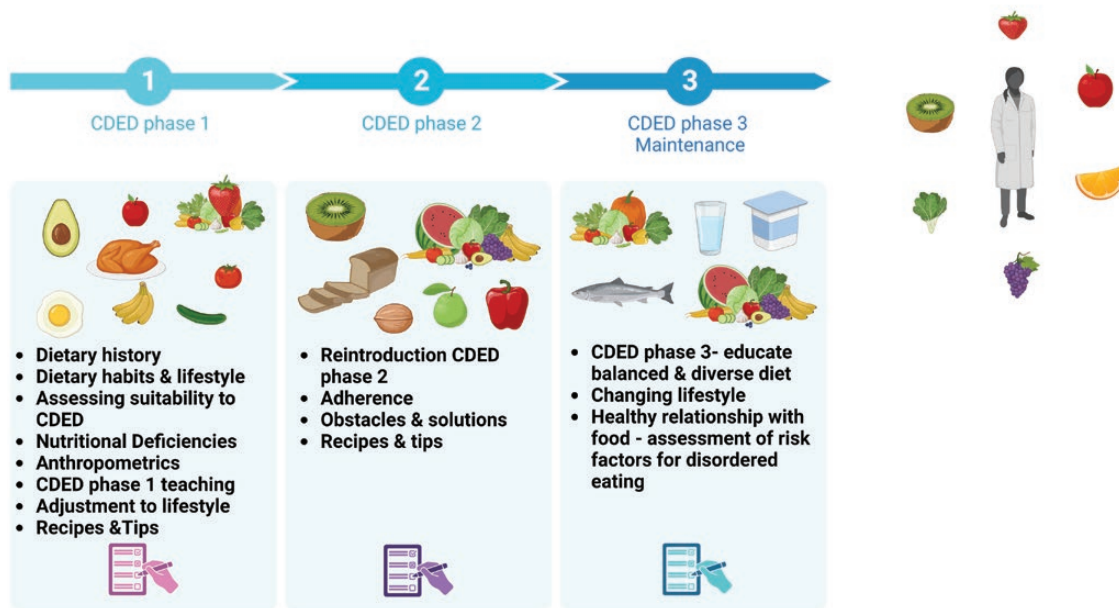 1
2
3
CDED phase 1
CDED phase 2
CDED phase 3
Maintenance
• Dietary history
• Dietary habits & lifestyle
• Assessing suitability to
CDED
• Nutritional Deficiencies
• Anthropometrics
• CDED phase 1 teaching
• Adjustment to lifestyle
• Recipes &Tips
• Reintroduction CDED
phase 2
• Adherence
• Obstacles & solutions
• Recipes & tips
• CDED phase 3- educate
balanced & diverse diet
• Changing lifestyle
• Healthy relationship with
food - assessment of risk
factors for disordered
eating